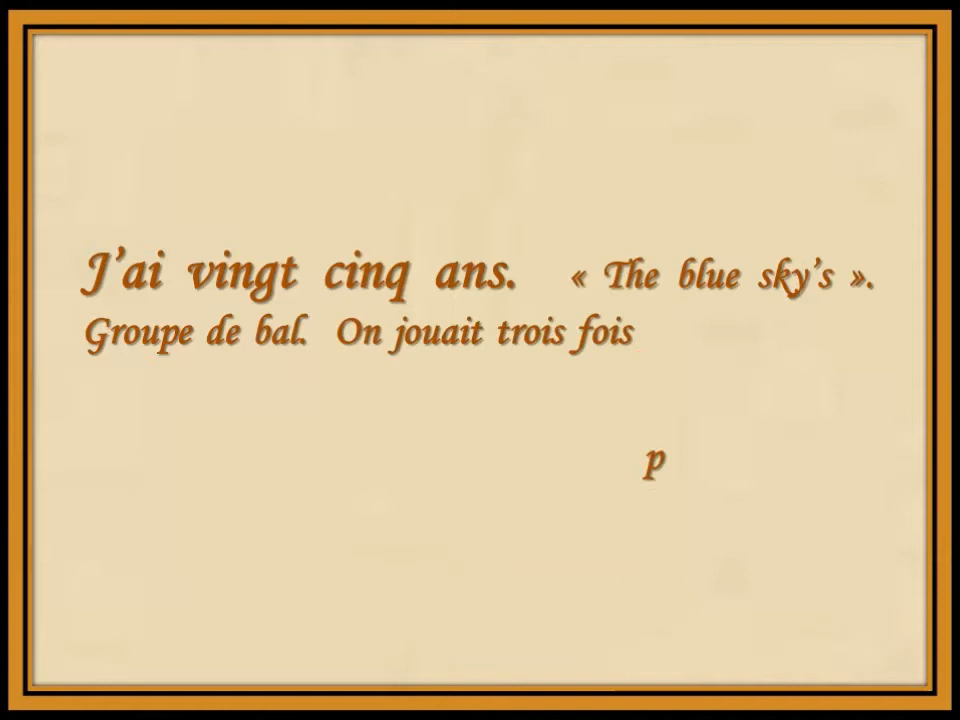 J’ai vingt cinq ans. « The blue sky’s ».
Groupe de bal. On jouait trois fois
p